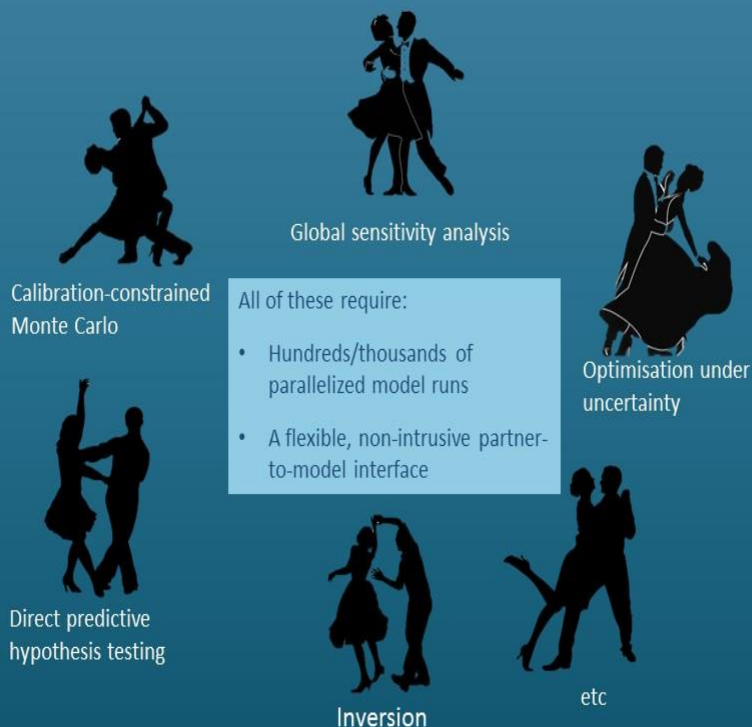 Global sensitivity analysis
Calibration-constrained
Monte Carlo
All of these require:
• Hundreds/thousands of
parallelized model runs
• A flexible, non-intrusive partner-
to-model interface
Optimisation under
uncertainty
Direct predictive
hypothesis testing
Inversion
etc